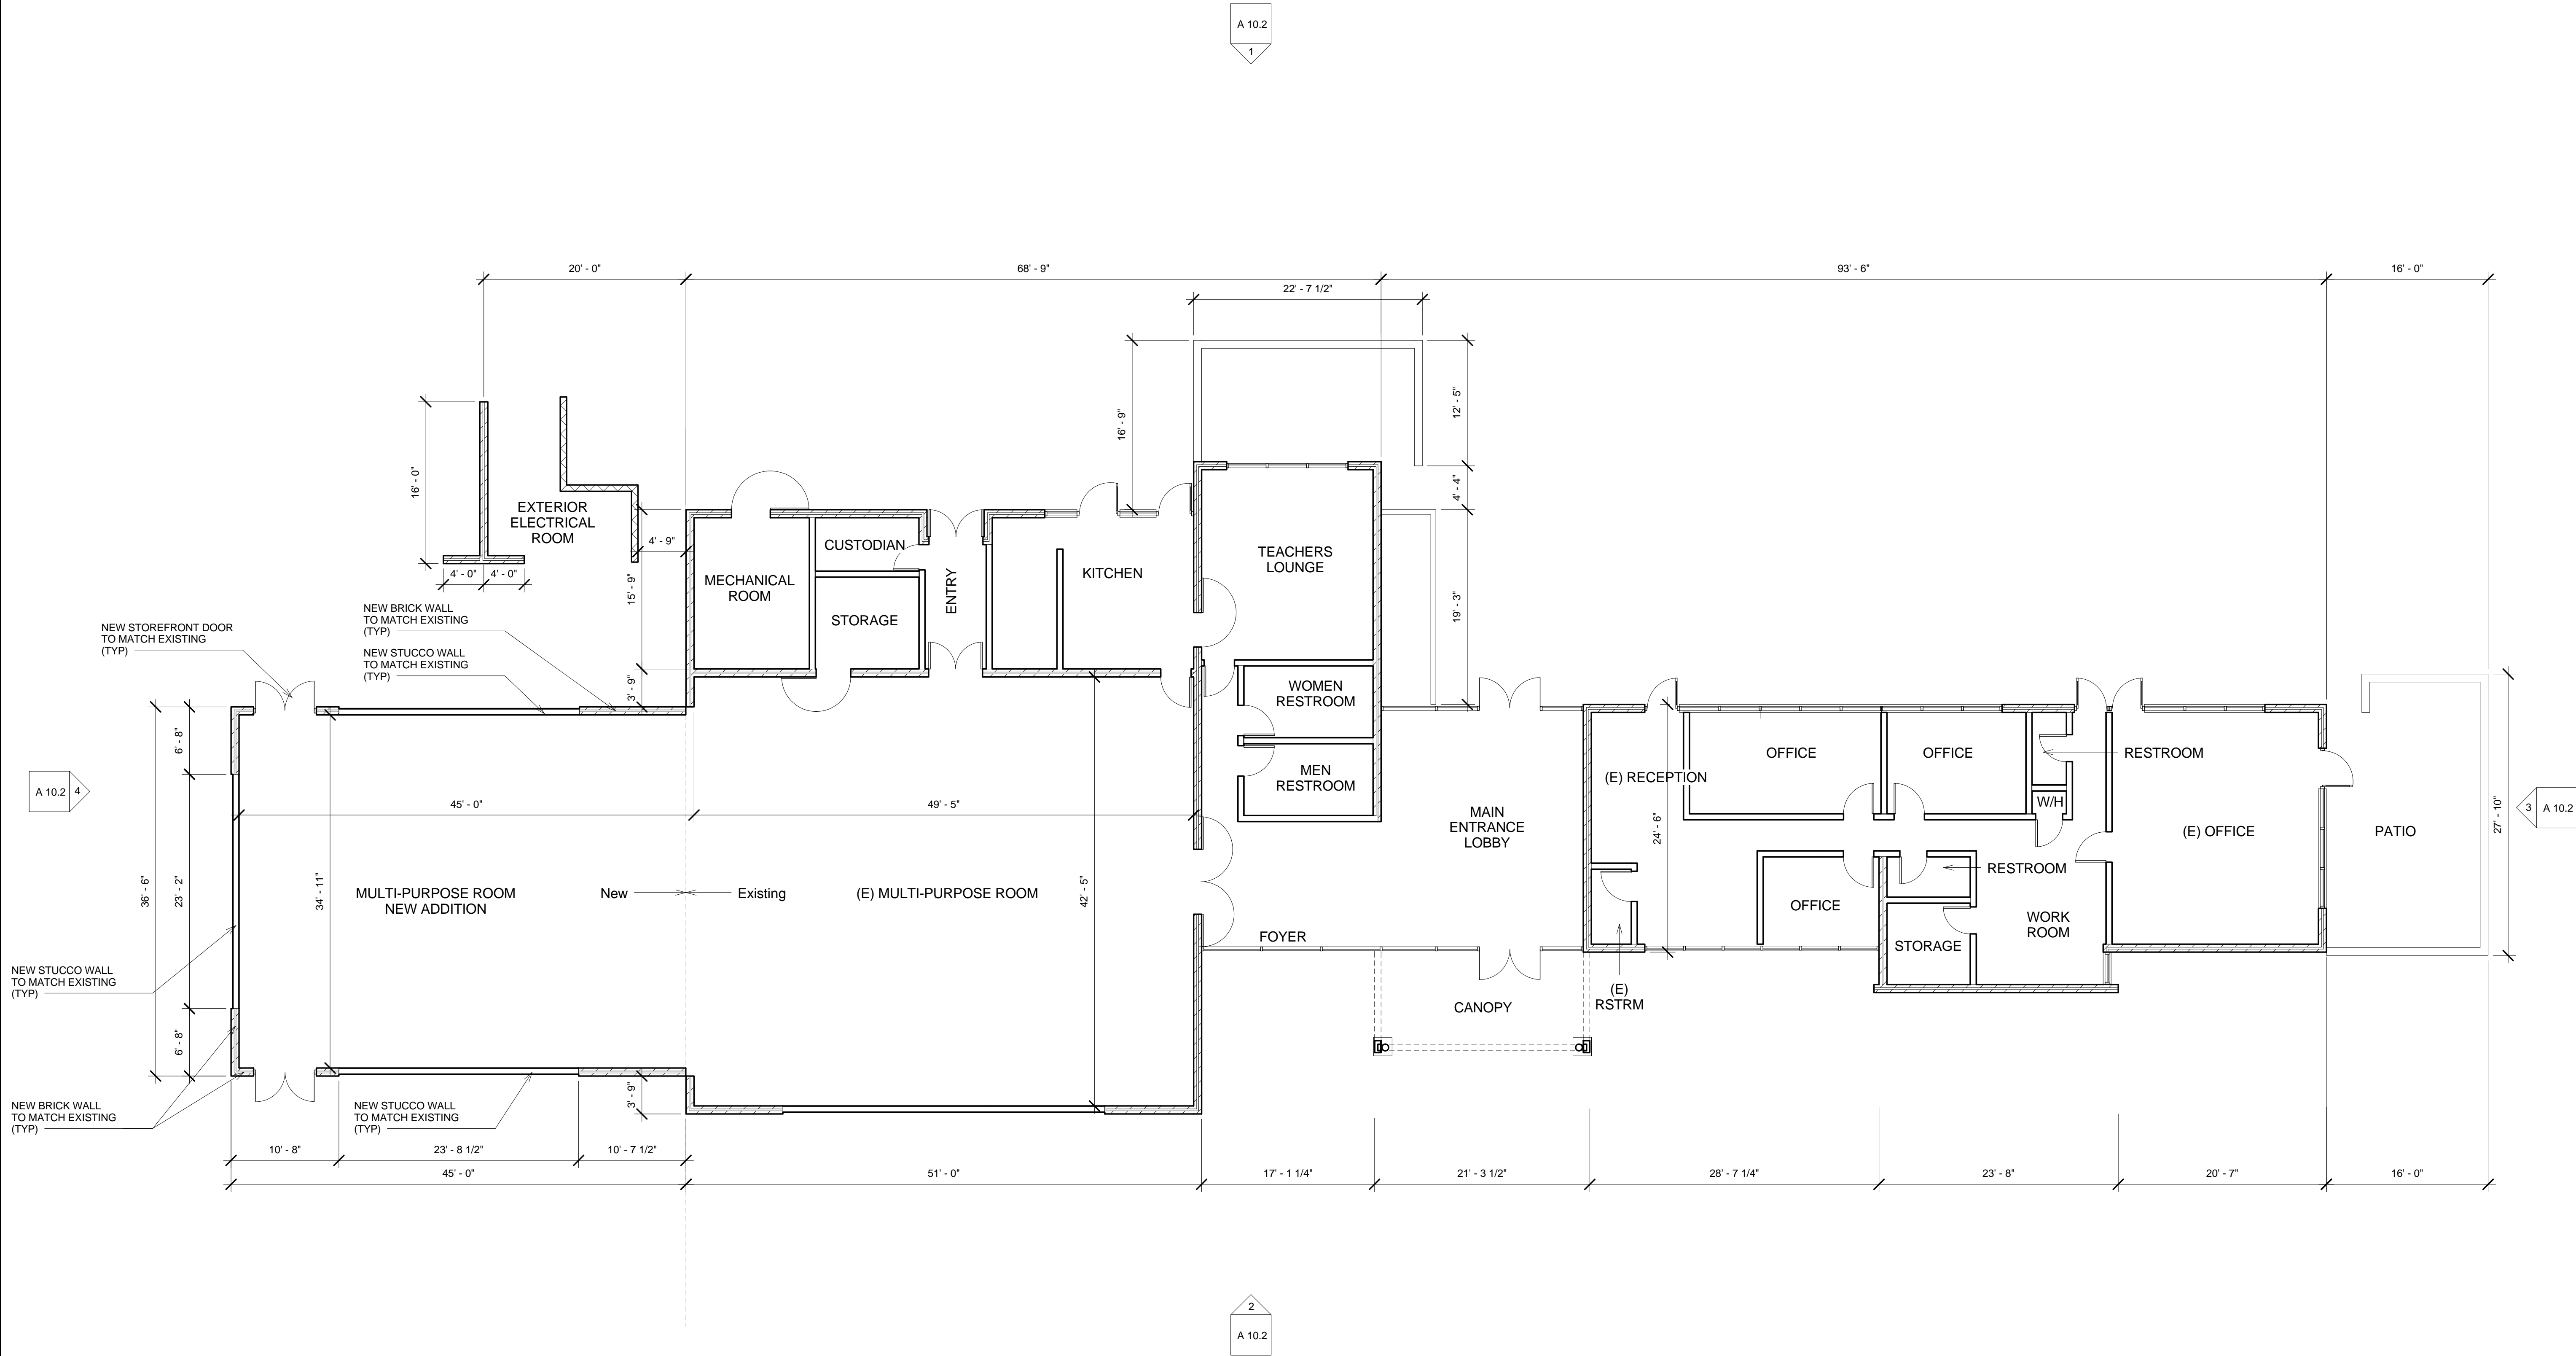 A 10.2
1
20' - 0"
68' - 9"
93' - 6"
16' - 0"
22' - 7 1/2"
16' - 9"
12' - 5"
4' - 4"
19' - 3"
16' - 0"
EXTERIOR
ELECTRICAL
ROOM
4' - 0"
4' - 0"
4' - 9"
15' - 9"
3' - 9"
MECHANICAL
ROOM
CUSTODIAN
STORAGE
ENTRY
KITCHEN
TEACHERS
LOUNGE
NEW BRICK WALL
TO MATCH EXISTING
(TYP)
NEW STOREFRONT DOOR
TO MATCH EXISTING
(TYP)
NEW STUCCO WALL
TO MATCH EXISTING
(TYP)
WOMEN
RESTROOM
MEN
RESTROOM
A 10.2
4
36' - 6"
6' - 8"
23' - 2"
6' - 8"
34' - 11"
45' - 0"
49' - 5"
42' - 5"
MULTI-PURPOSE ROOM
NEW ADDITION
New
Existing
(E) MULTI-PURPOSE ROOM
FOYER
MAIN
ENTRANCE
LOBBY
CANOPY
(E) RECEPTION
24' - 6"
OFFICE
OFFICE
RESTROOM
W/H
(E) OFFICE
PATIO
27' - 10"
3
A 10.2
RESTROOM
OFFICE
STORAGE
WORK
ROOM
(E)
RSTRM
NEW STUCCO WALL
TO MATCH EXISTING
(TYP)
NEW BRICK WALL
TO MATCH EXISTING
(TYP)
NEW STUCCO WALL
TO MATCH EXISTING
(TYP)
3' - 9"
10' - 8"
23' - 8 1/2"
10' - 7 1/2"
45' - 0"
51' - 0"
17' - 1 1/4"
21' - 3 1/2"
28' - 7 1/4"
23' - 8"
20' - 7"
16' - 0"
2
A 10.2